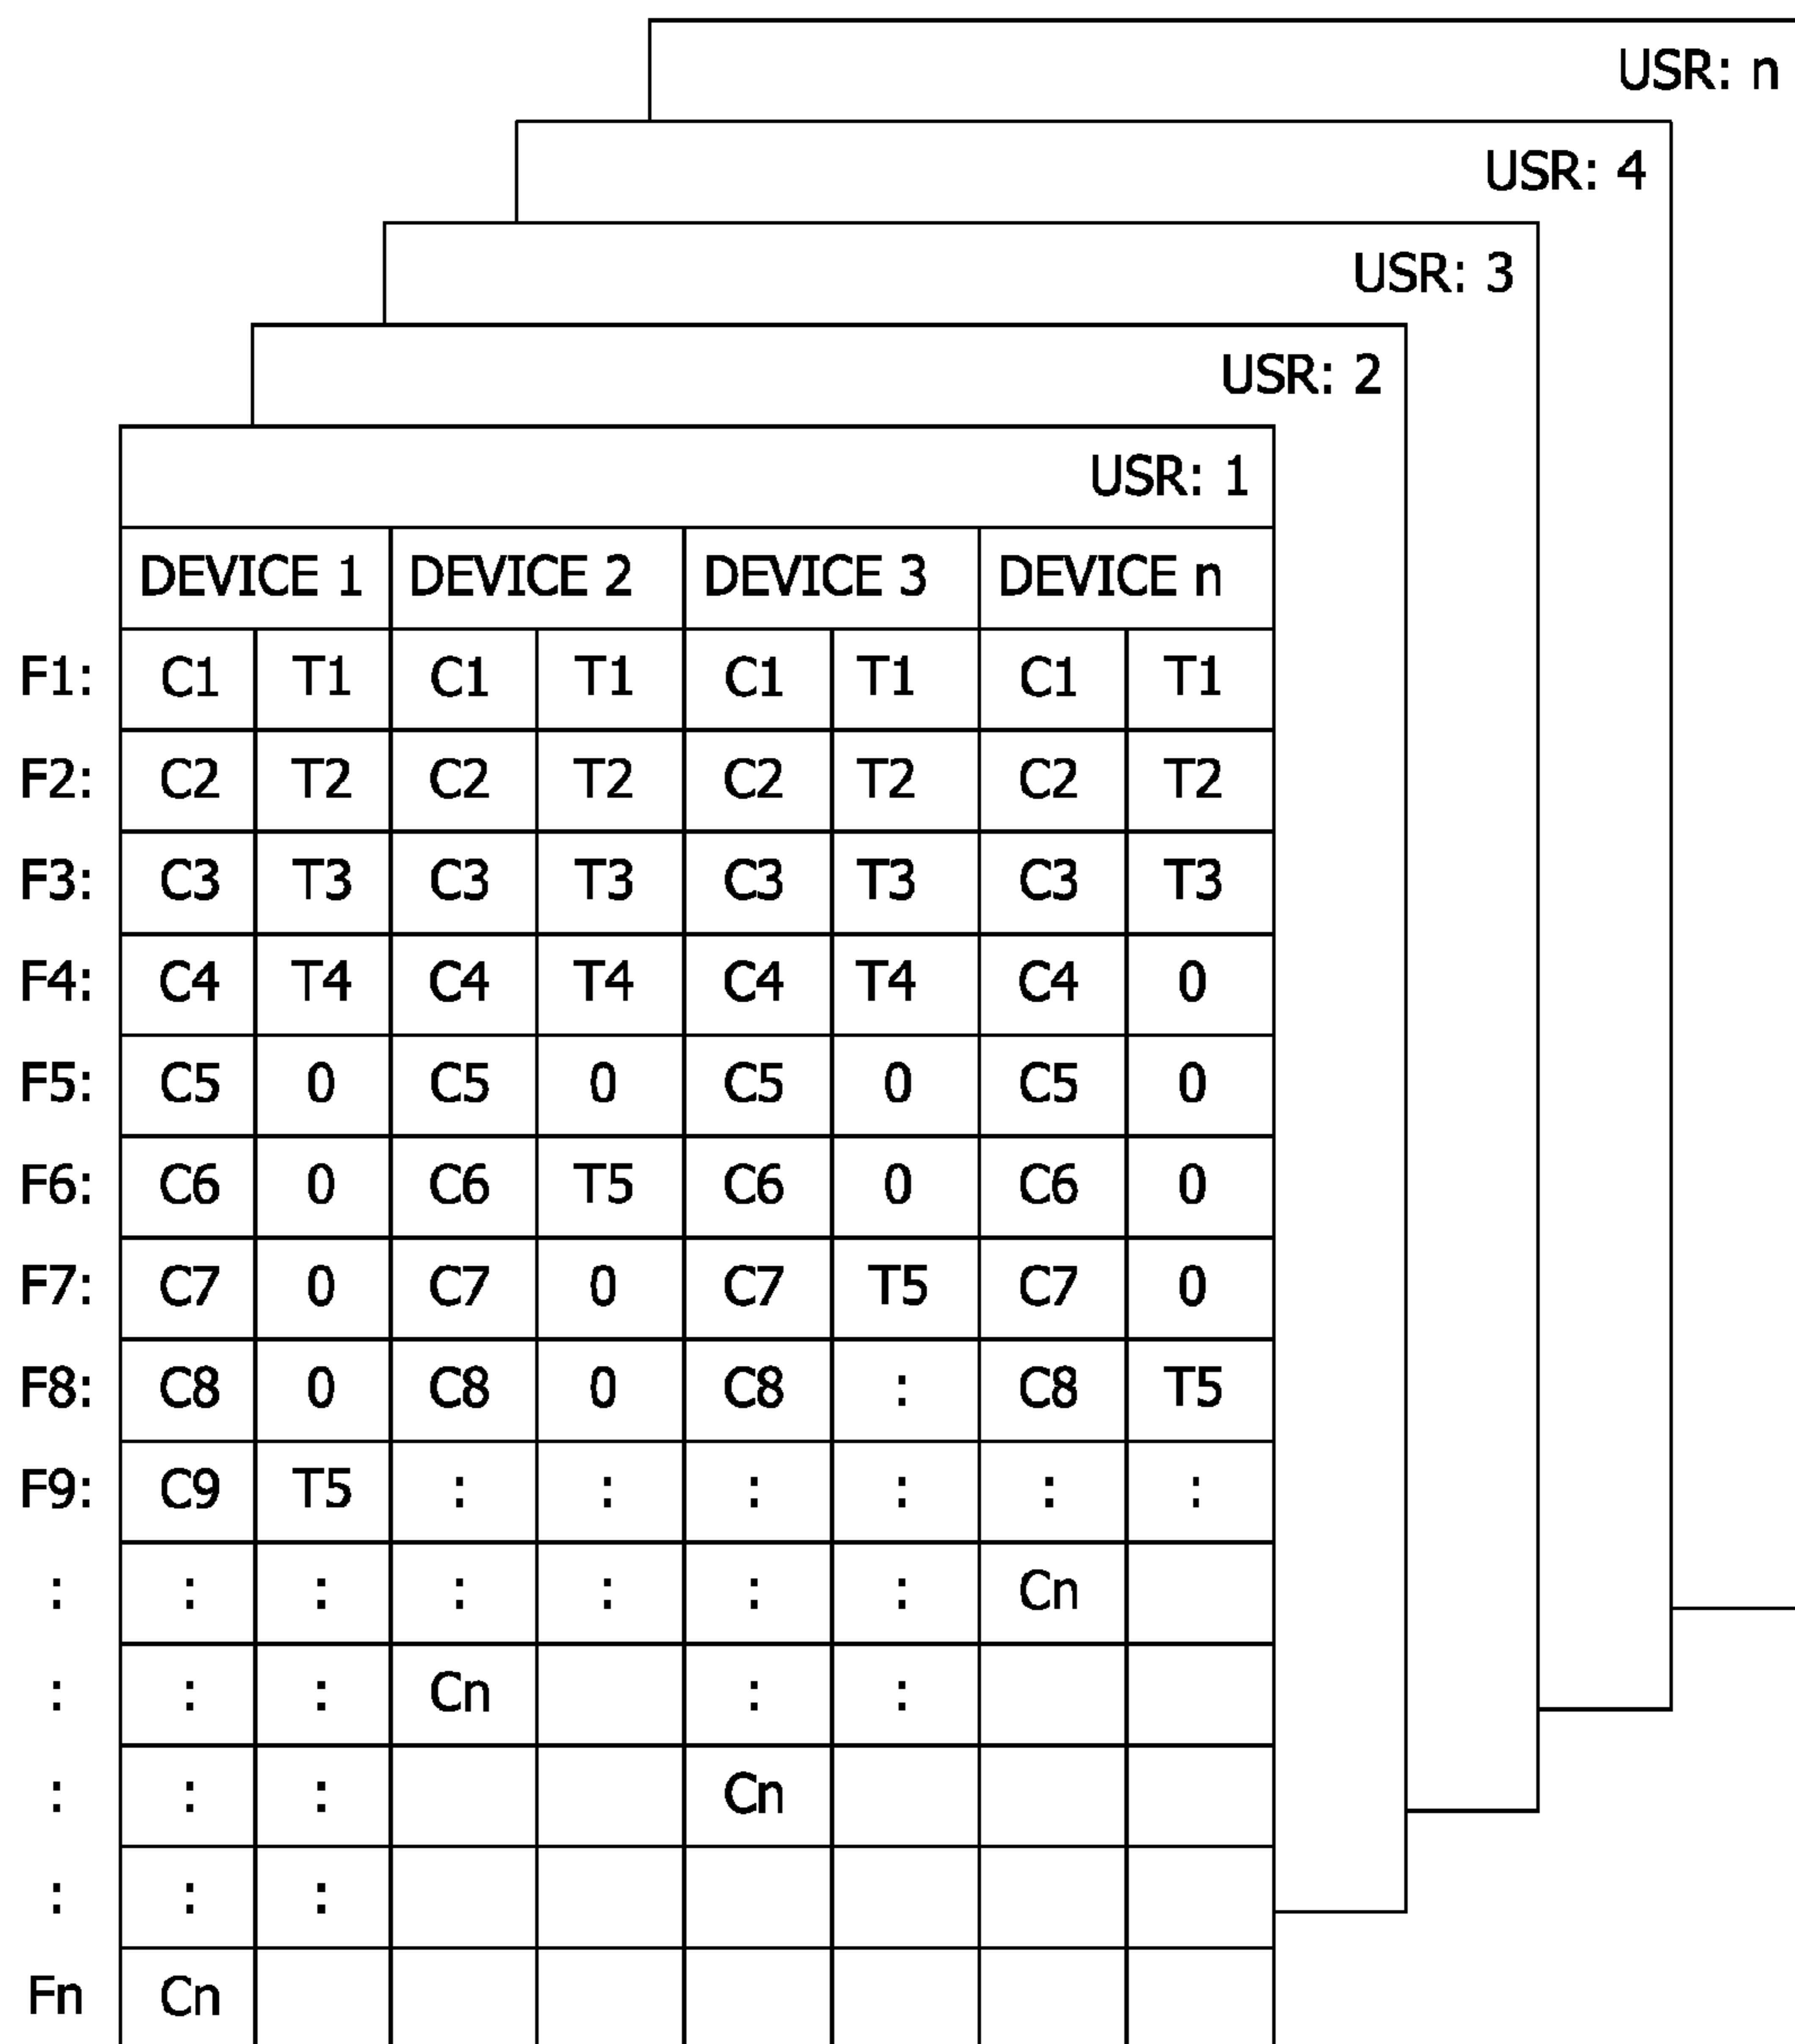 USR: n
USR: 4
USR: 3
USR: 2
USR: 1
DEVICE 1 DEVICE 2 DEVICE 3 DEVICE n
F1: C1 T1 C1 T1 C1 T1 C1 T1
F2: C2 T2 C2 T2 C2 T2 C2 T2
F3: C3 T3 C3 T3 C3 T3 C3 T3
F4: C4 T4 C4 T4 C4 T4 C4 0
F5: C5 0 C5 0 C5 0 C5 0
F6: C6 0 C6 T5 C6 0 C6 0
F7: C7 0 C7 0 C7 T5 C7 0
F8: C8 0 C8 0 C8 : C8 T5
F9: C9 T5 : : : : : :
: : : : : : : Cn
: : : Cn : :
: : : Cn
: : :
Fn Cn